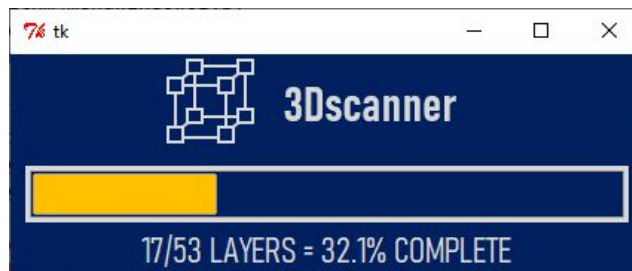 tk
3Dscanner
17/53 LAYERS = 32.1% COMPLETE